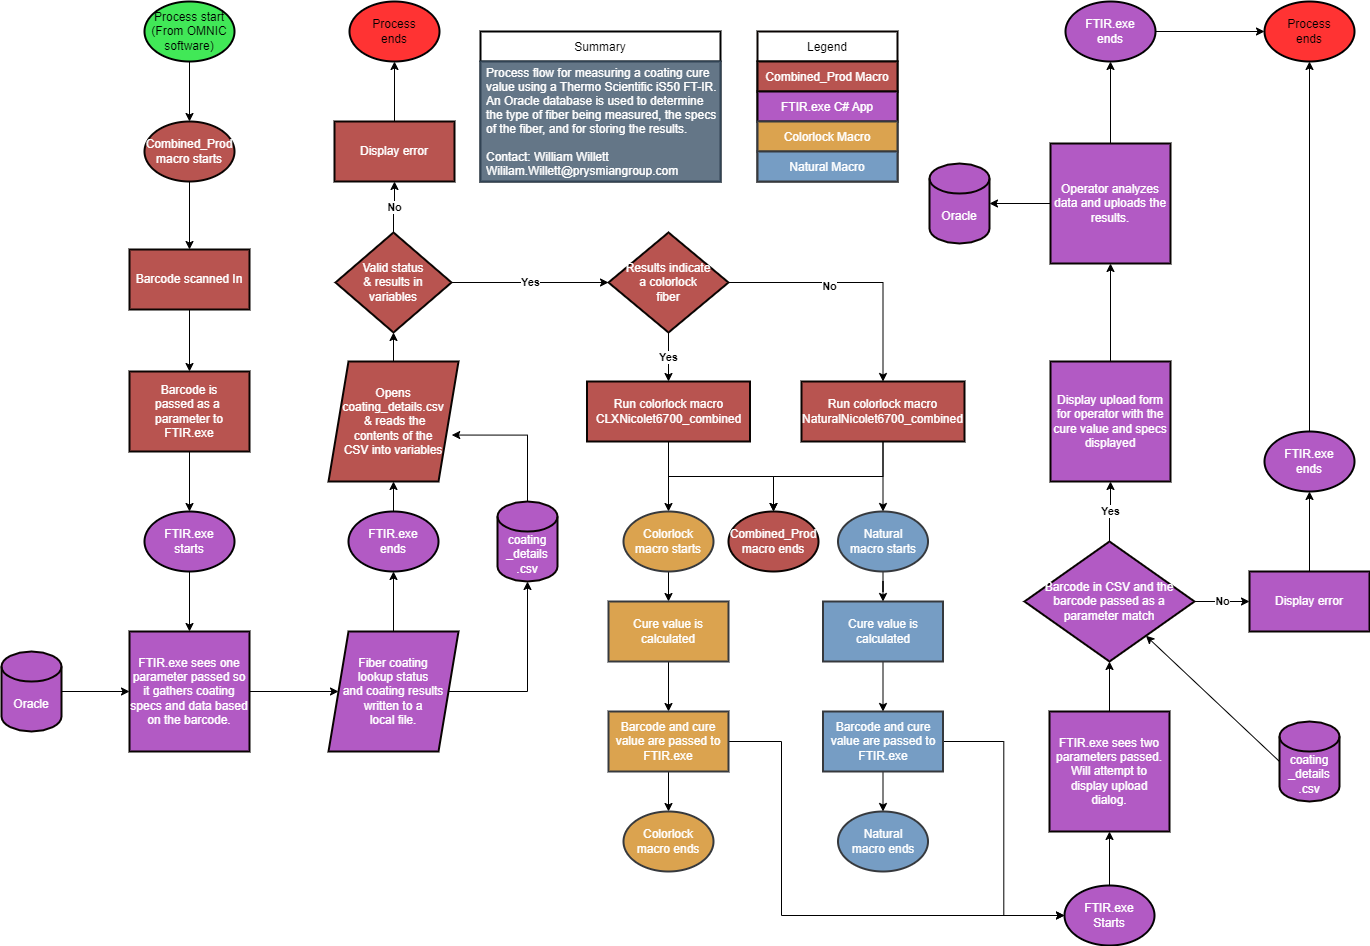 Process start
(From OMNIC
software)
Combined_Prod
macro starts
Barcode scanned In
Barcode is
passed as a
parameter to
FTIR.exe
FTIR.exe
starts
Oracle
FTIR.exe sees one
parameter passed so
it gathers coating
specs and data based
on the barcode.
Fiber coating
lookup status
and coating results
written to a
local file.
coating
_details
.csv
FTIR.exe
ends
Opens
coating_details.csv
& reads the
contents of the
CSV into variables
Valid status
& results in
variables
No
Display error
Process
ends
Yes
Results indicate
a colorlock
fiber
Yes
No
Run colorlock macro
CLXNicolet6700_combined
Run colorlock macro
NaturalNicolet6700_combined
Colorlock
macro starts
Combined_Prod
macro ends
Natural
macro starts
Cure value is
calculated
Cure value is
calculated
Barcode and cure
value are passed to
FTIR.exe
Barcode and cure
value are passed to
FTIR.exe
Colorlock
macro ends
Natural
macro ends
FTIR.exe
Starts
FTIR.exe sees two
parameters passed.
Will attempt to
display upload
dialog.
coating
_details
.csv
Barcode in CSV and the
barcode passed as a
parameter match
No
Display error
FTIR.exe
ends
Process
ends
Yes
Display upload form
for operator with the
cure value and specs
displayed
Operator analyzes
data and uploads the
results.
Oracle
FTIR.exe
ends
Summary
Process flow for measuring a coating cure
value using a Thermo Scientific iS50 FT-IR.
An Oracle database is used to determine
the type of fiber being measured, the specs
of the fiber, and for storing the results.
Contact: William Willett
Wililam.Willett@prysmiangroup.com
Legend
Combined_Prod Macro
FTIR.exe C# App
Colorlock Macro
Natural Macro